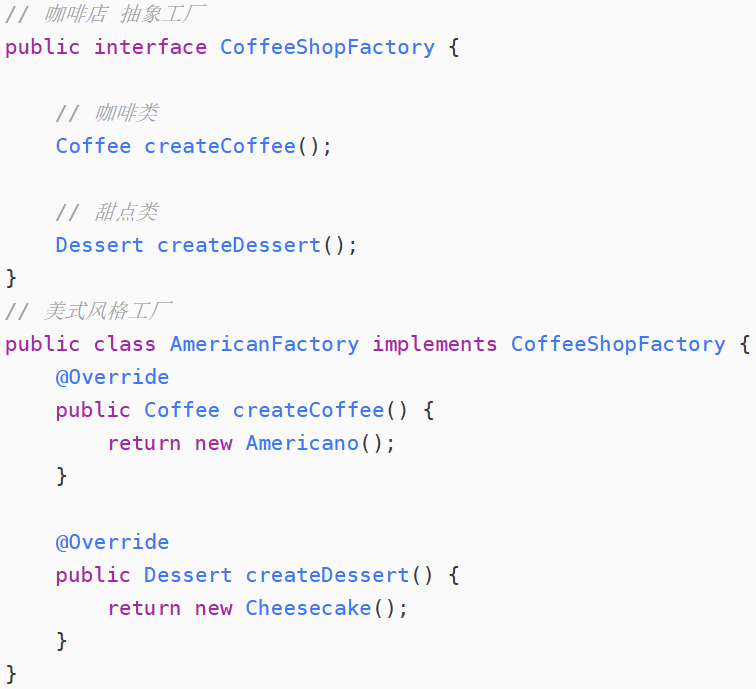 // 咖啡店 抽象工厂
public interface CoffeeShopFactory {
    // 咖啡类
    Coffee createCoffee();
    // 甜点类
    Dessert createDessert();
}
// 美式风格工厂
public class AmericanFactory implements CoffeeShopFactory {
    @Override
    public Coffee createCoffee() {
        return new Americano();
    }
    @Override
    public Dessert createDessert() {
        return new Cheesecake();
    }
}